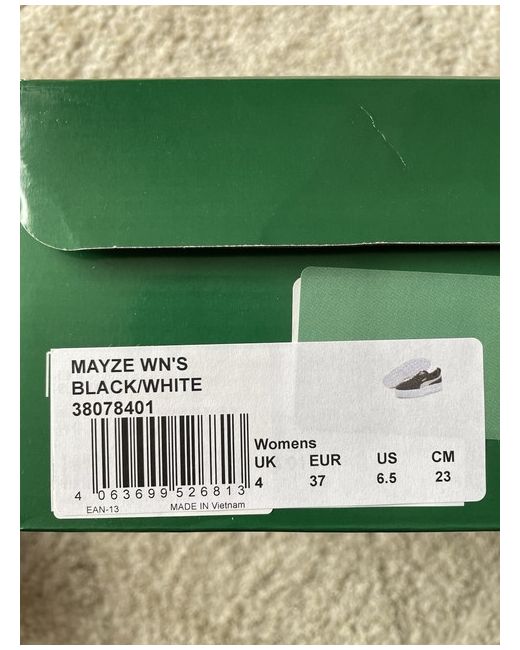 MAYZE WN'S
BLACK/WHITE
38078401
4 063699 526813
EAN-13 MADE IN Vietnam
Womens
UK EUR US CM
4 37 6.5 23